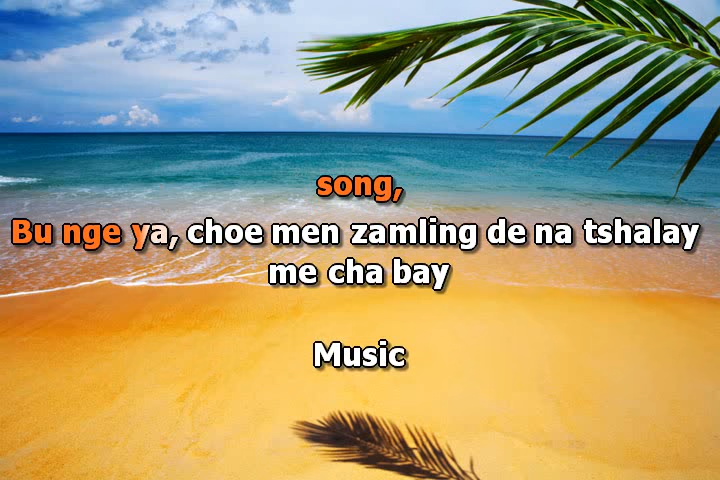 song,
Bu nge ya, choe men zamling de na tshalay
me cha bay
Music